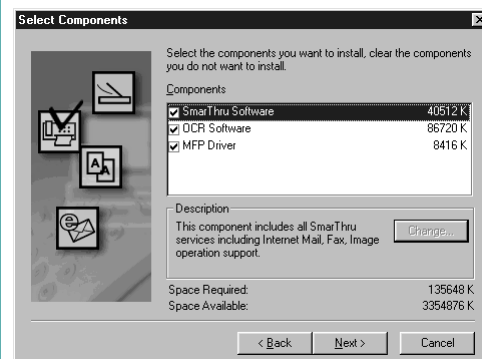 Select Components
Select the components you want to install, clear the components
you do not want to install.
Components
SmarThru Software 40512 K
OCR Software 86720 K
MFP Driver 8416 K
Description
This component includes all SmarThru
services including Internet Mail, Fax, Image
operation support.
Change...
Space Required: 135648 K
Space Available: 3354876 K
< Back Next > Cancel